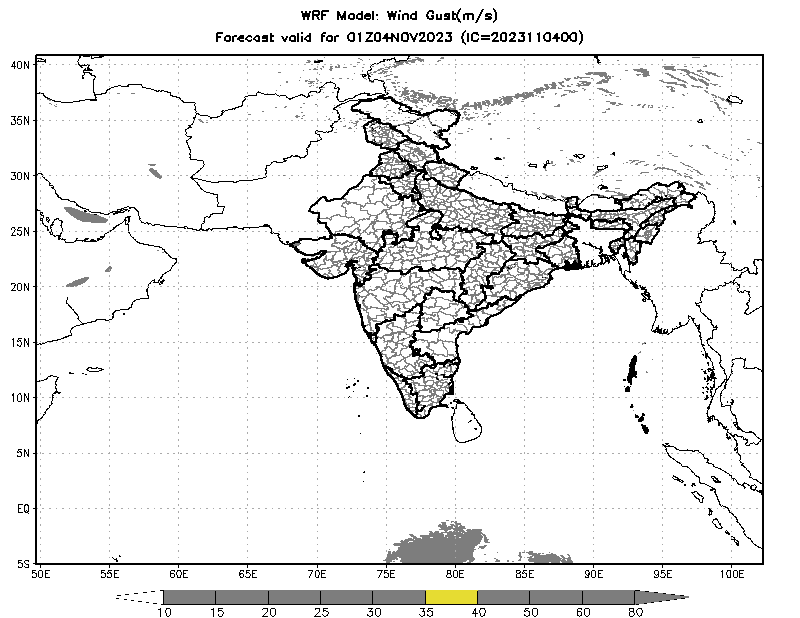 WRF Model: Wind Gust(m/s)
Forecast valid for 01Z04NOV2023 (IC=2023110400)
40N
35N
30N
25N
20N
15N
10N
5N
EQ
5S
50E 55E 60E 65E 70E 75E 80E 85E 90E 95E 100E
10 15 20 25 30 35 40 50 60 80